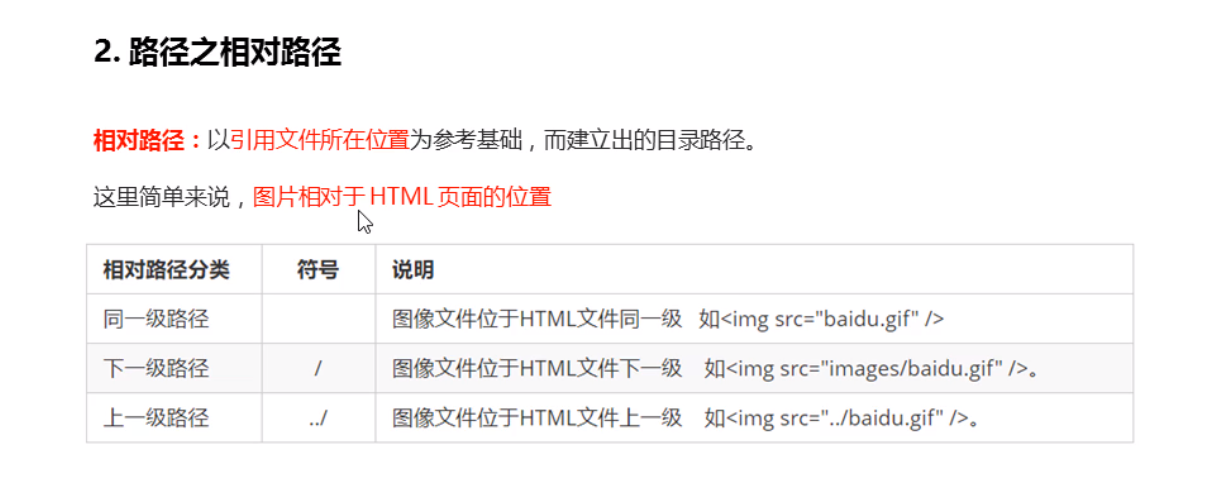 2. 路径之相对路径
相对路径：以引用文件所在位置为参考基础，而建立出的目录路径。
这里简单来说，图片相对于 HTML 页面的位置
相对路径分类 符号 说明
同一级路径 图像文件位于HTML文件同一级 如<img src="baidu.gif" />
下一级路径 / 图像文件位于HTML文件下一级 如<img src="images/baidu.gif" />。
上一级路径 ../ 图像文件位于HTML文件上一级 如<img src="../baidu.gif" />。